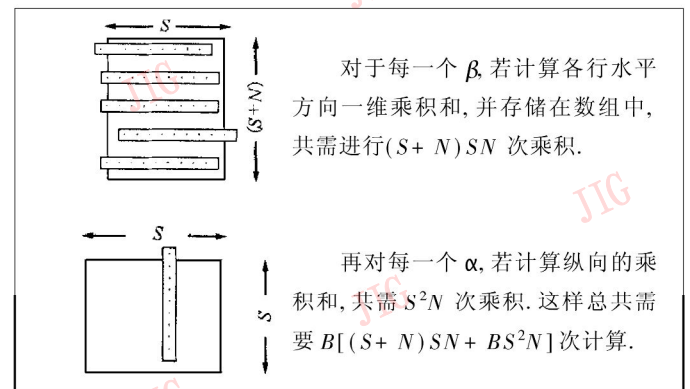 S
(S+N)
对于每一个 β, 若计算各行水平
方向一维乘积和, 并存储在数组中,
共需进行(S+ N)SN 次乘积.
S
S
再对每一个 α, 若计算纵向的乘
积和, 共需 S²N 次乘积. 这样总共需
要 B[(S+ N)SN+ BS²N]次计算.
JIG
JIG
JIG